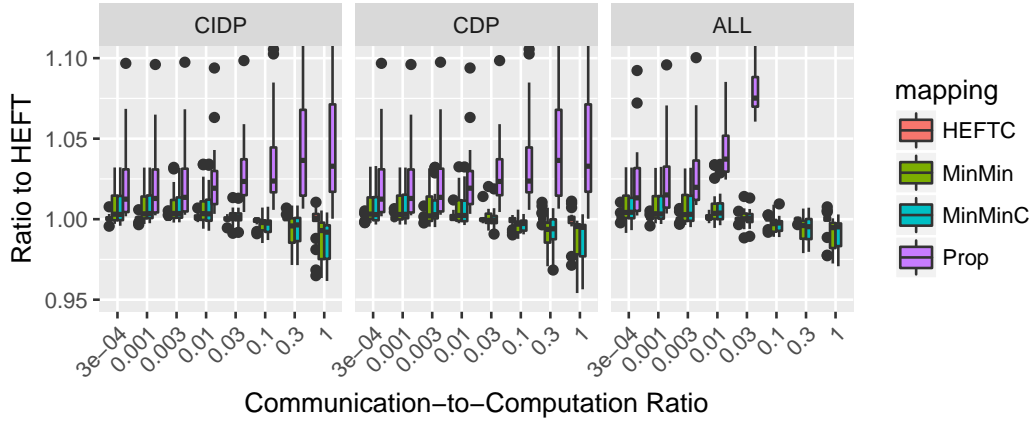 CIDP CDP ALL
Ratio to HEFT
1.10
1.05
1.00
0.95
3e−04 0.001 0.003 0.01 0.03 0.1 0.3 1
3e−04 0.001 0.003 0.01 0.03 0.1 0.3 1
3e−04 0.001 0.003 0.01 0.03 0.1 0.3 1
Communication−to−Computation Ratio
mapping
HEFTC
MinMin
MinMinC
Prop